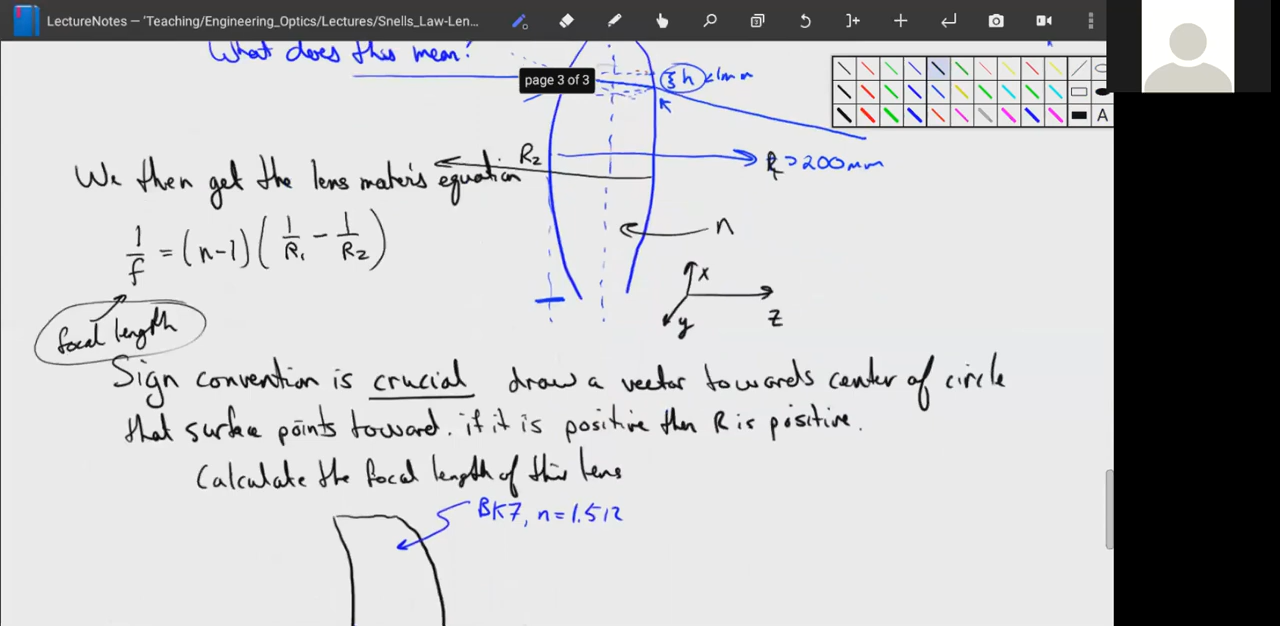 LectureNotes — 'Teaching/Engineering_Optics/Lectures/Snells_Law-Len...
What does this mean?
page 3 of 3
h <1mm
R2
R >200mm
We then get the lens maker's equation
n
1/f = (n-1)(1/R1 - 1/R2)
x
y
z
focal length
Sign convention is crucial draw a vector towards center of circle
that surface points toward. if it is positive then R is positive.
Calculate the focal length of this lens
BK7, n=1.512
A